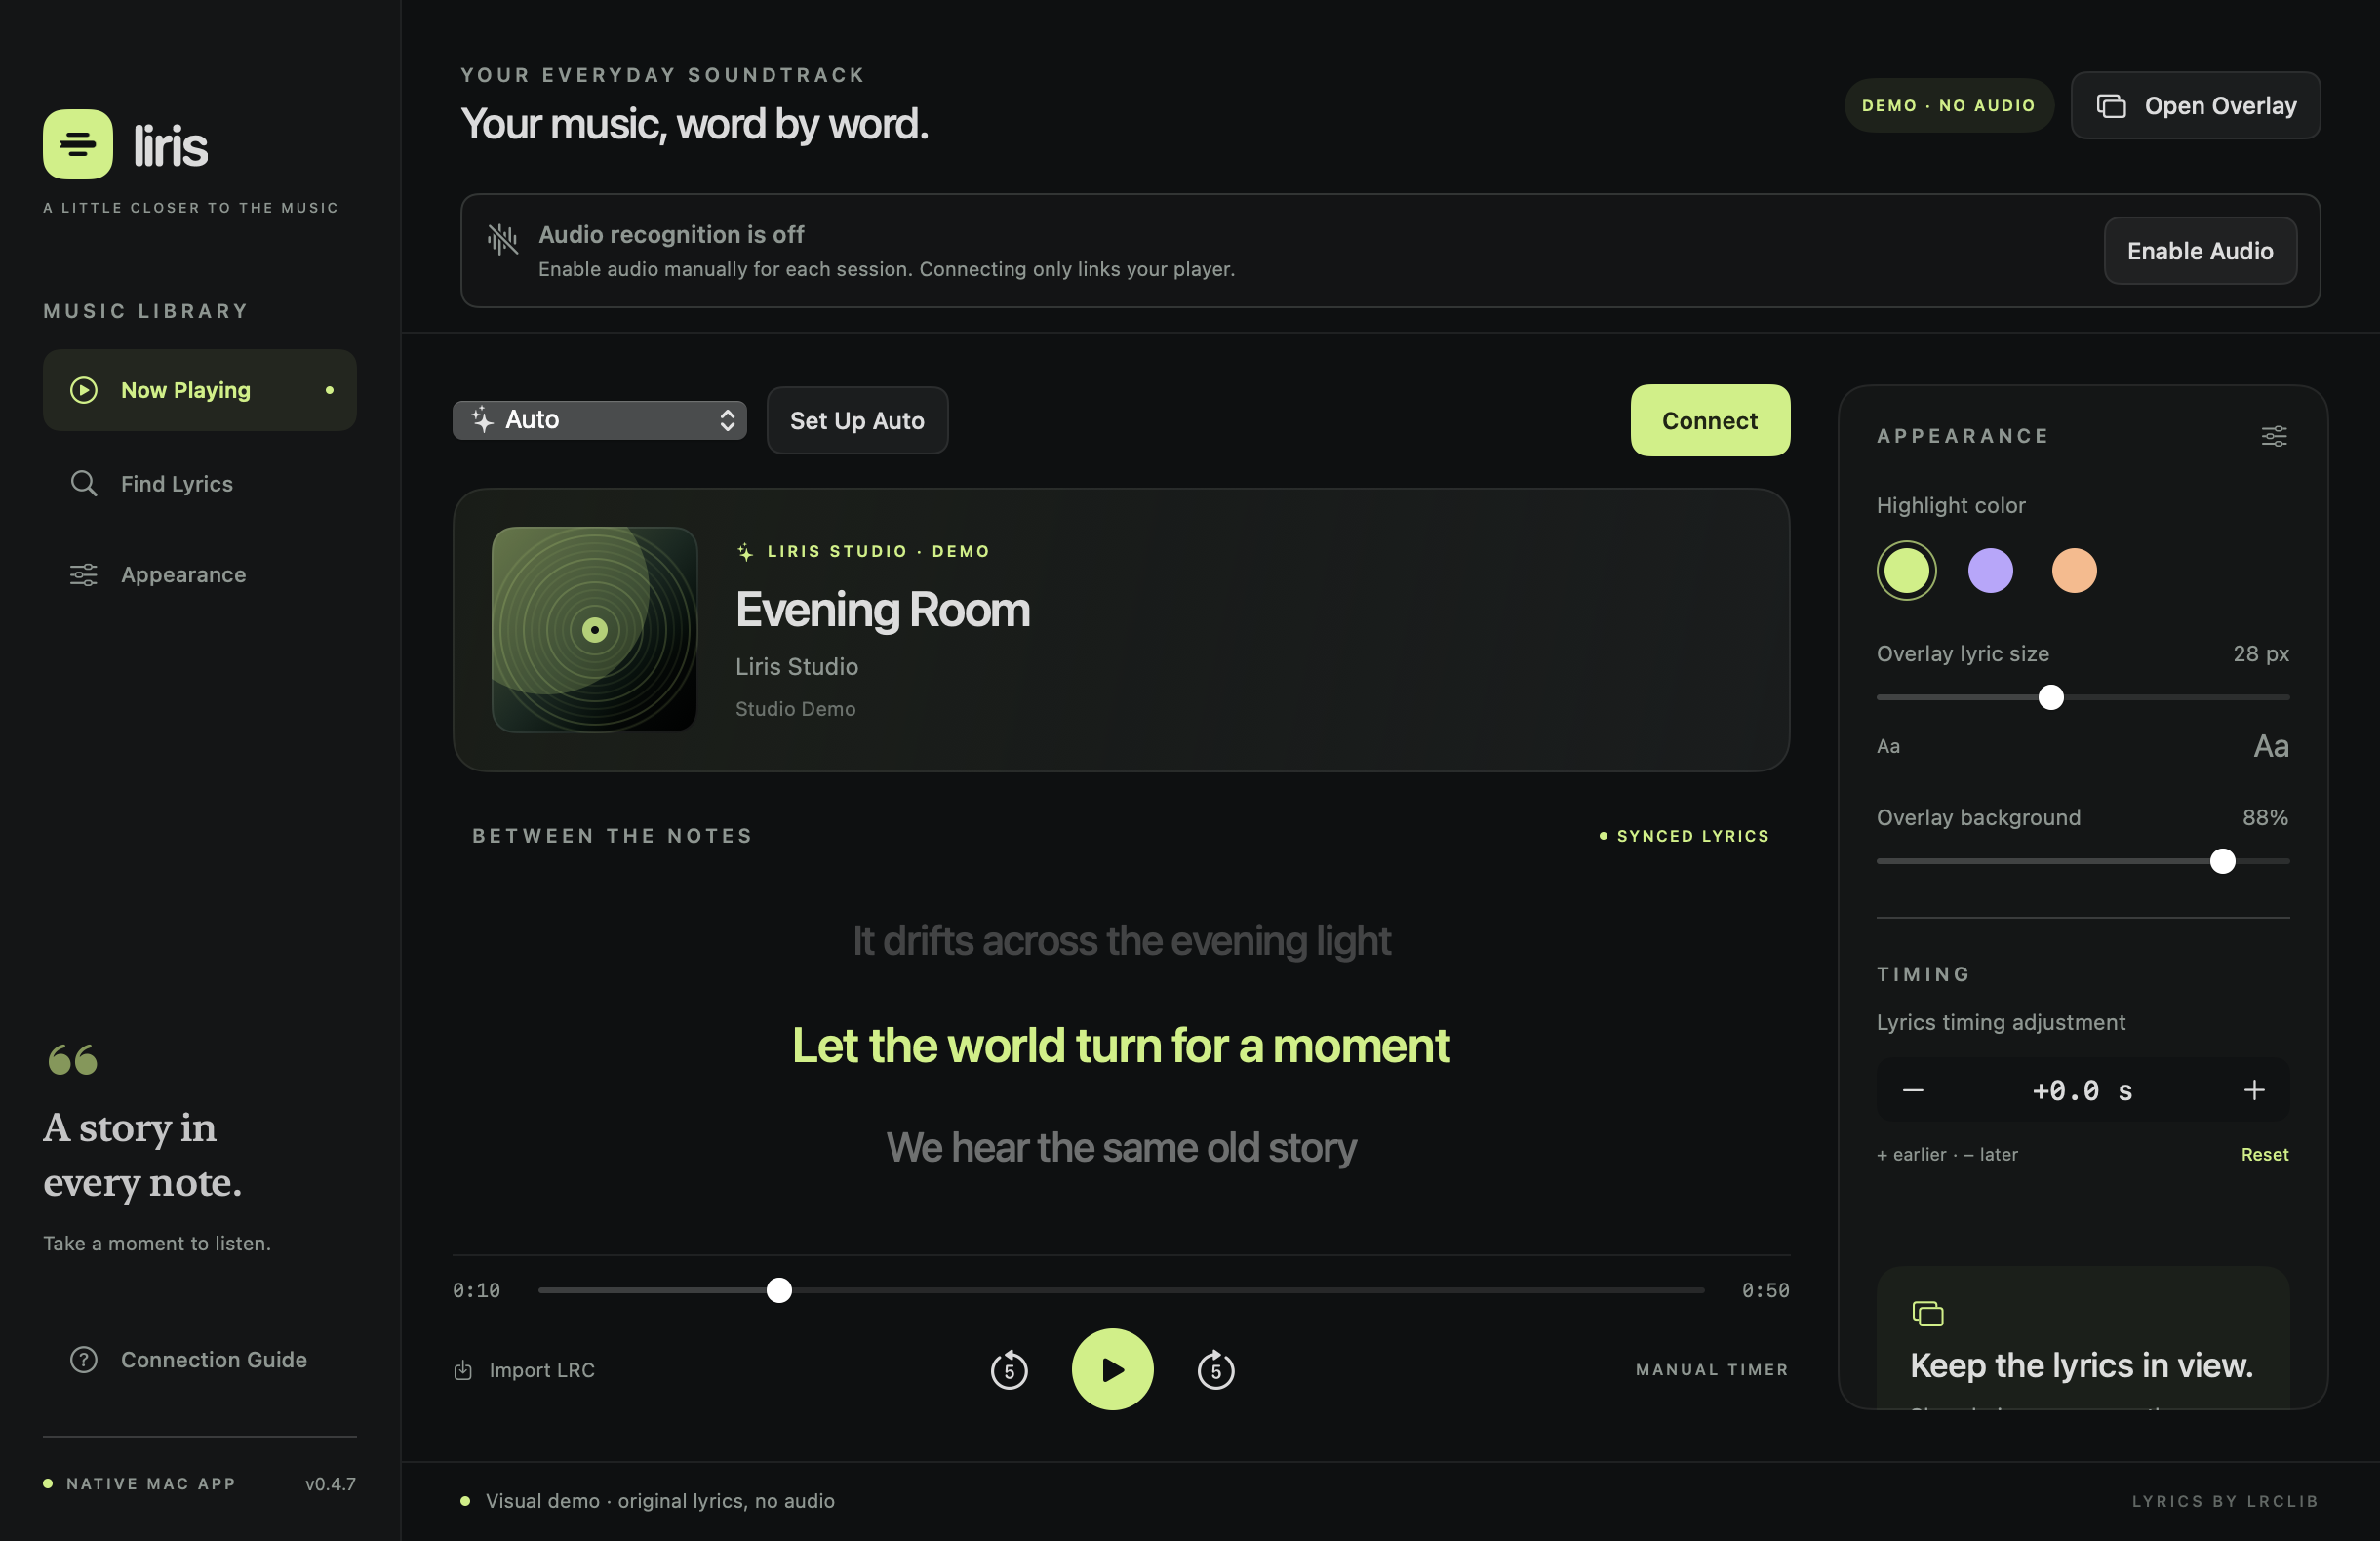 liris
A LITTLE CLOSER TO THE MUSIC
MUSIC LIBRARY
Now Playing
Find Lyrics
Appearance
A story in
every note.
Take a moment to listen.
Connection Guide
NATIVE MAC APP v0.4.7
YOUR EVERYDAY SOUNDTRACK
Your music, word by word.
DEMO · NO AUDIO
Open Overlay
Audio recognition is off
Enable audio manually for each session. Connecting only links your player.
Enable Audio
Auto
Set Up Auto
Connect
LIRIS STUDIO · DEMO
Evening Room
Liris Studio
Studio Demo
BETWEEN THE NOTES
SYNCED LYRICS
It drifts across the evening light
Let the world turn for a moment
We hear the same old story
0:10 0:50
Import LRC
5
5
MANUAL TIMER
APPEARANCE
Highlight color
Overlay lyric size 28 px
Aa Aa
Overlay background 88%
TIMING
Lyrics timing adjustment
− +0.0 s +
+ earlier · – later Reset
Keep the lyrics in view.
Visual demo · original lyrics, no audio
LYRICS BY LRCLIB